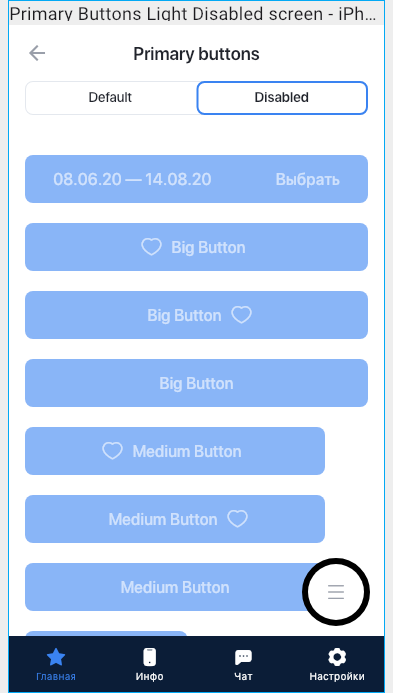 Primary Buttons Light Disabled screen - iPh...
Primary buttons
Default Disabled
08.06.20 — 14.08.20 Выбрать
Big Button
Big Button
Big Button
Medium Button
Medium Button
Medium Button
Главная Инфо Чат Настройки